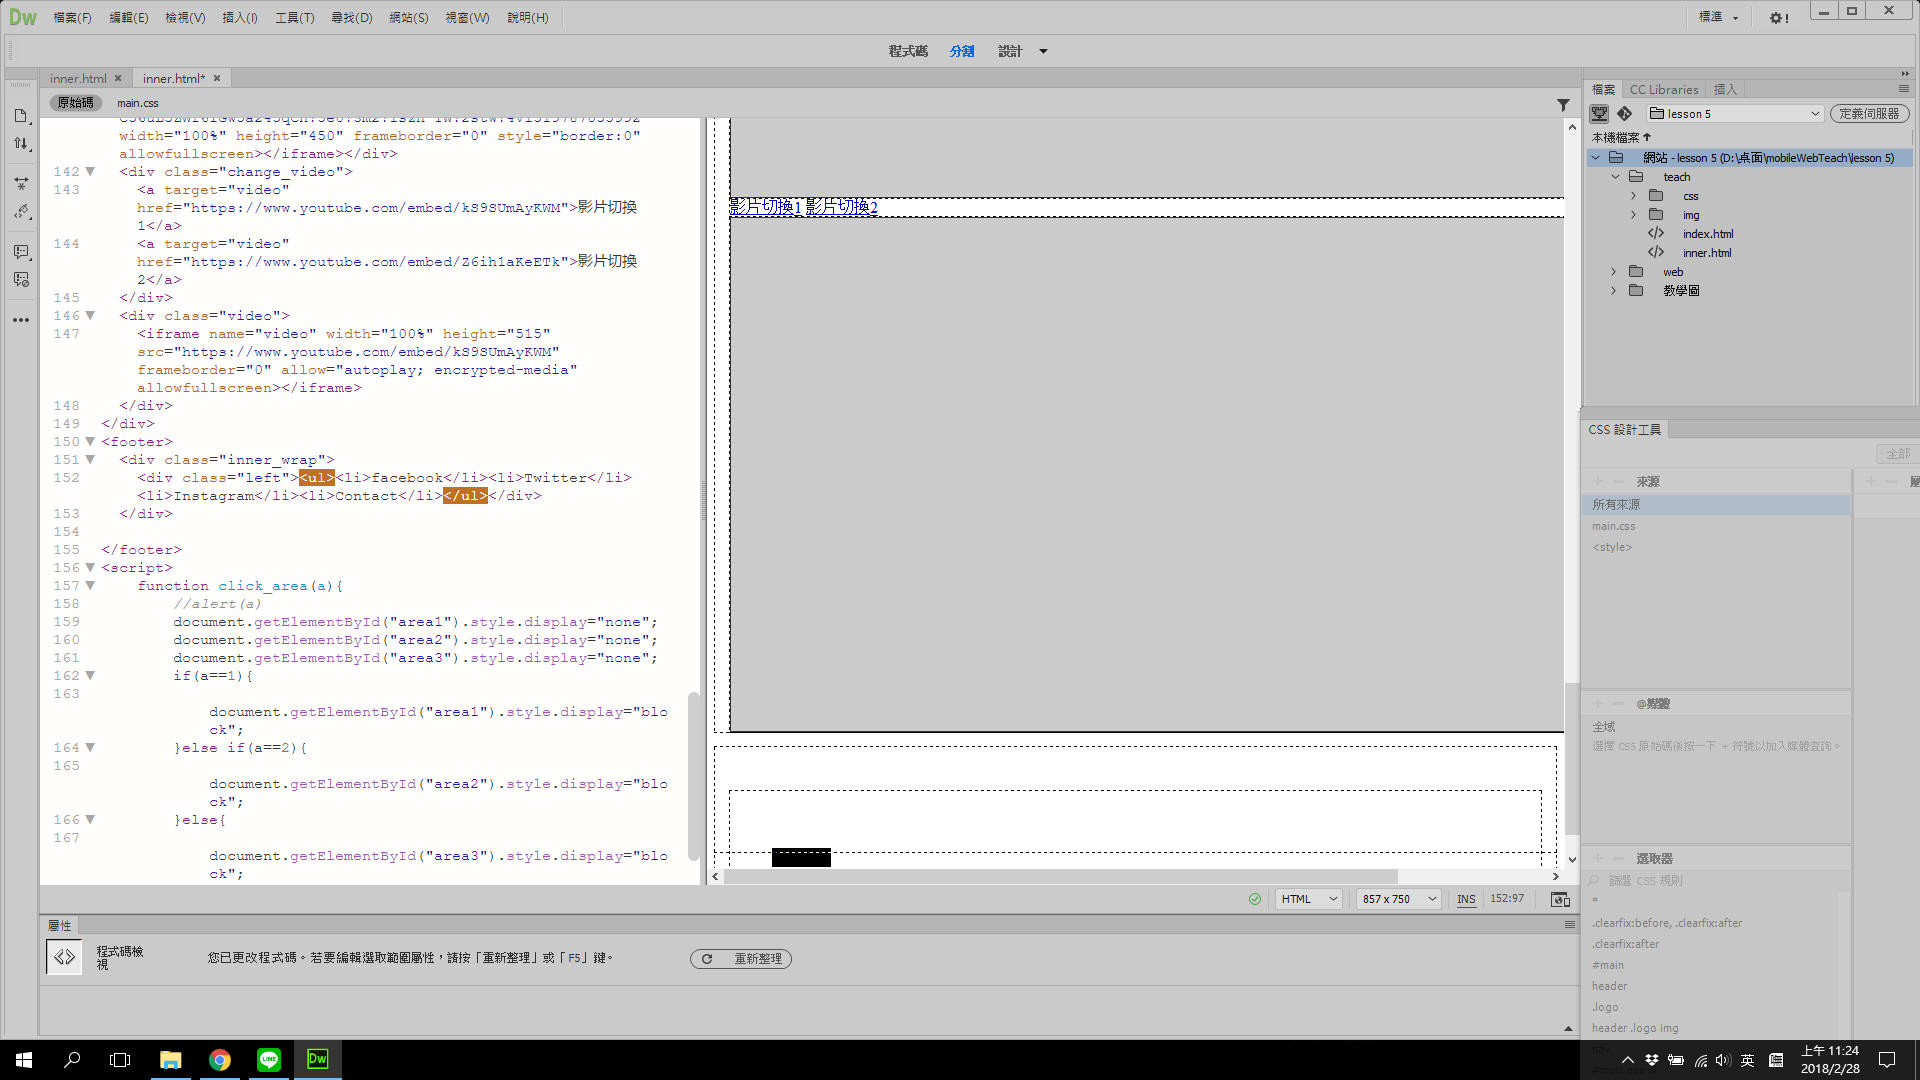 Dw 檔案(F) 編輯(E) 檢視(V) 插入(I) 工具(T) 尋找(D) 網站(S) 視窗(W) 說明(H) 標準
程式碼 分割 設計
inner.html inner.html*
原始碼 main.css
width="100%" height="450" frameborder="0" style="border:0"
allowfullscreen></iframe></div>
142 <div class="change_video">
143 <a target="video"
href="https://www.youtube.com/embed/kS9SUmAyKWM">影片切換
1</a>
144 <a target="video"
href="https://www.youtube.com/embed/Z6ih1aKeETk">影片切換
2</a>
145 </div>
146 <div class="video">
147 <iframe name="video" width="100%" height="515"
src="https://www.youtube.com/embed/kS9SUmAyKWM"
frameborder="0" allow="autoplay; encrypted-media"
allowfullscreen></iframe>
148 </div>
149 </div>
150 <footer>
151 <div class="inner_wrap">
152 <div class="left"><ul><li>facebook</li><li>Twitter</li>
<li>Instagram</li><li>Contact</li></ul></div>
153 </div>
154
155 </footer>
156 <script>
157 function click_area(a){
158 //alert(a)
159 document.getElementById("area1").style.display="none";
160 document.getElementById("area2").style.display="none";
161 document.getElementById("area3").style.display="none";
162 if(a==1){
163
document.getElementById("area1").style.display="blo
ck";
164 }else if(a==2){
165
document.getElementById("area2").style.display="blo
ck";
166 }else{
167
document.getElementById("area3").style.display="blo
ck";
影片切換1 影片切換2
HTML 857 x 750 INS 152:97
屬性
程式碼檢
視
您已更改程式碼。若要編輯選取範圍屬性，請按「重新整理」或「F5」鍵。 重新整理
檔案 CC Libraries 插入
lesson 5 定義伺服器
本機檔案
網站 - lesson 5 (D:\桌面\mobileWebTeach\lesson 5)
teach
css
img
index.html
inner.html
web
教學圖
CSS 設計工具
全部
+ − 來源
所有來源
main.css
<style>
+ − @媒體
全域
選擇 CSS 原始碼後按一下 + 符號以加入媒體查詢。
+ − 選取器
篩選 CSS 規則
*
.clearfix:before, .clearfix:after
.clearfix:after
#main
header
.logo
header .logo img
Dw
英
上午 11:24
2018/2/28